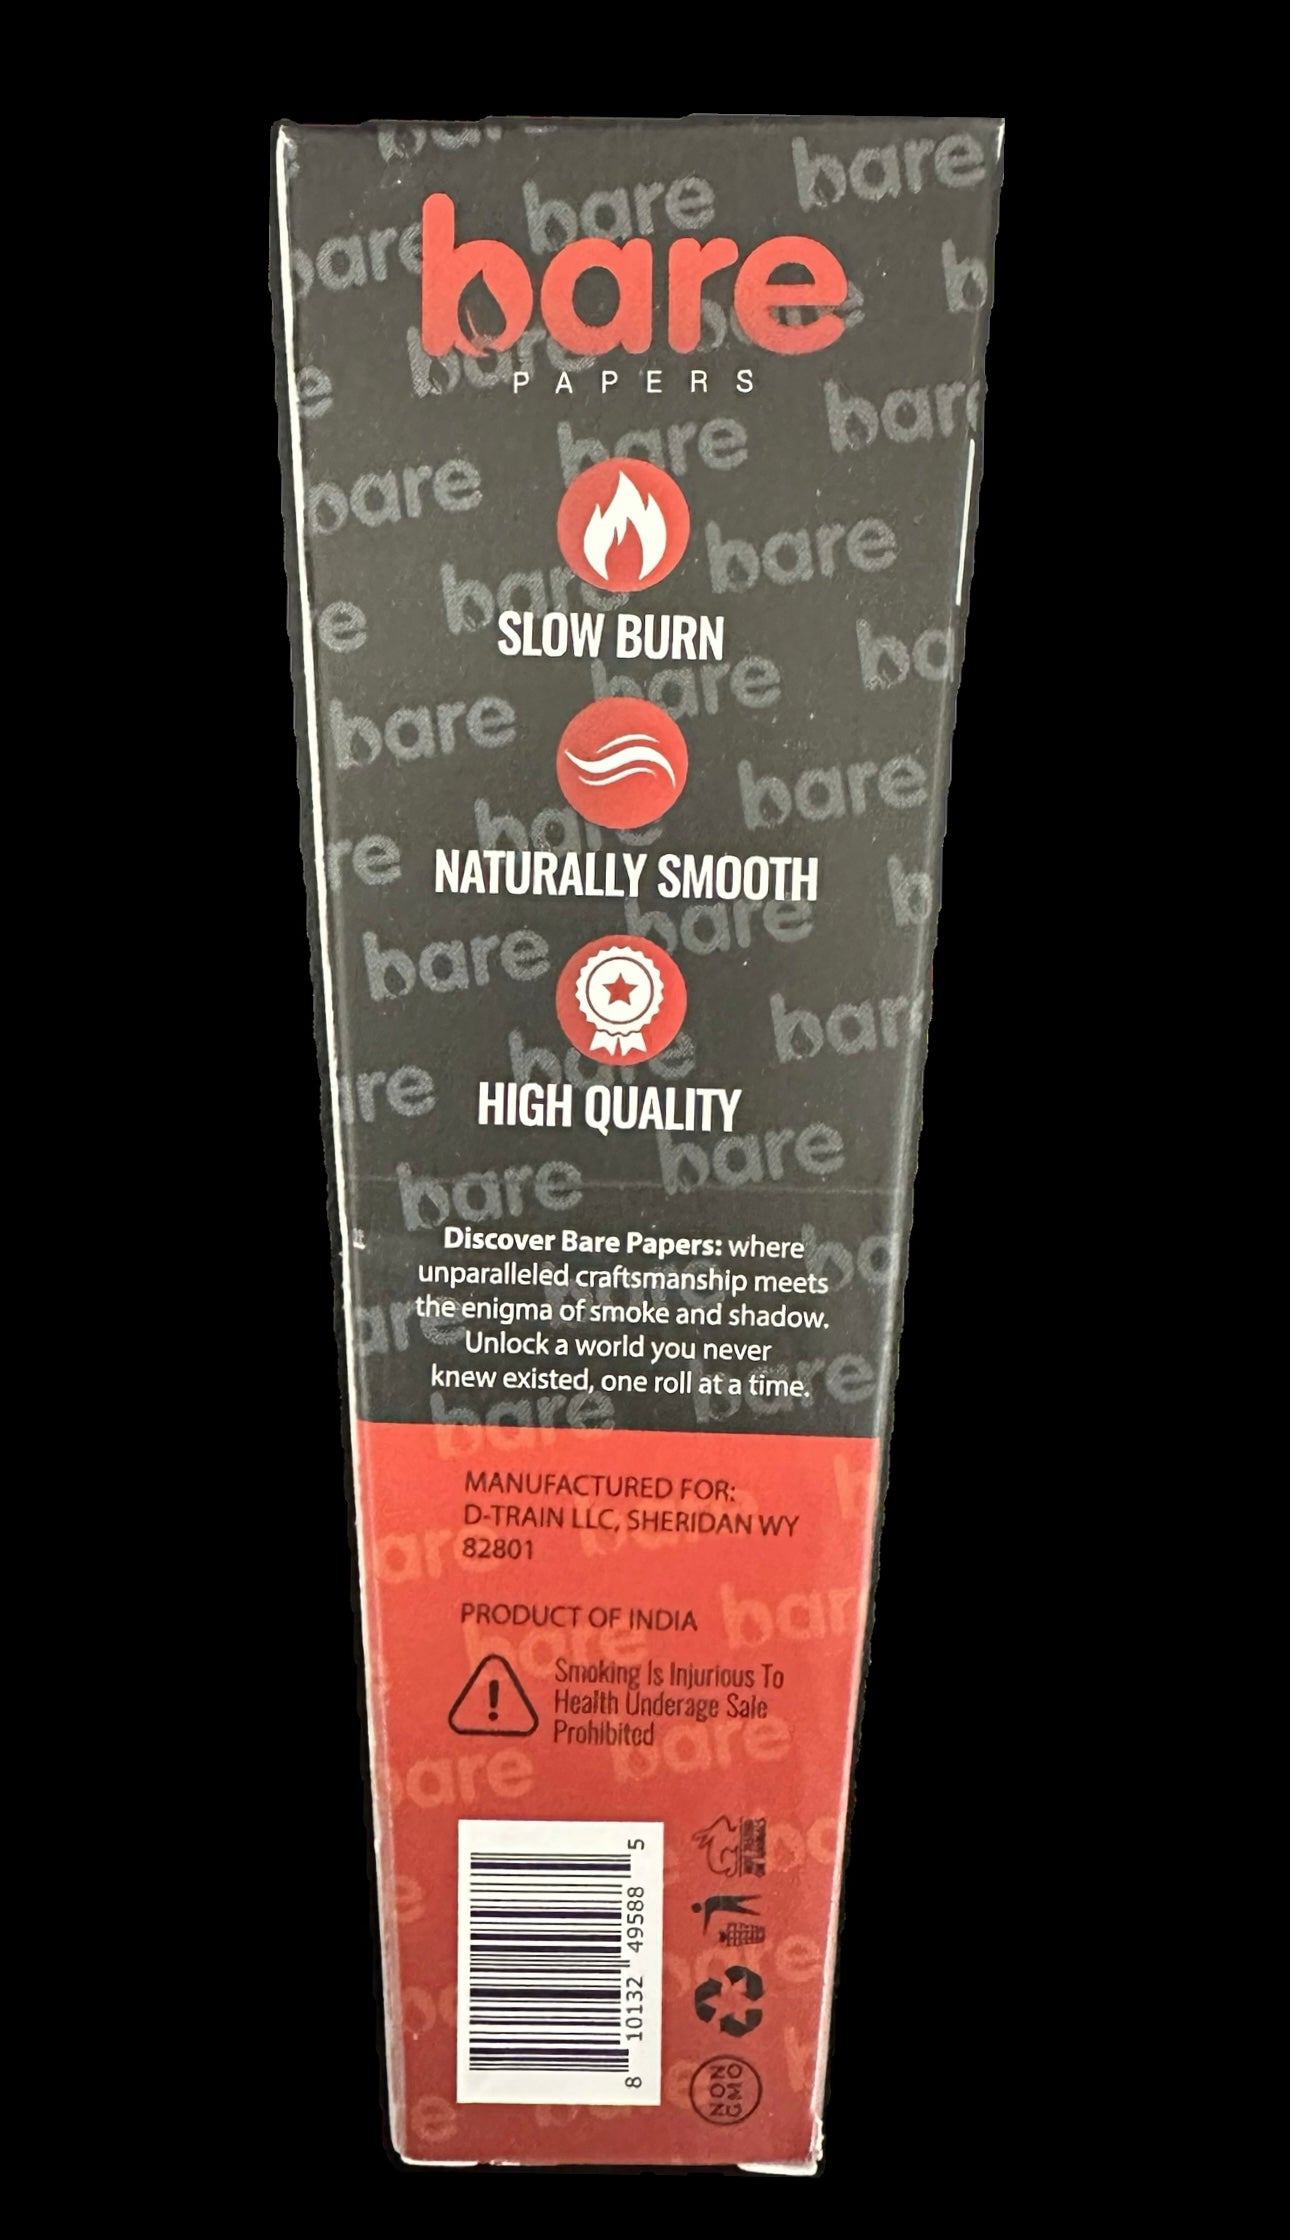 bare
PAPERS
SLOW BURN
NATURALLY SMOOTH
HIGH QUALITY
Discover Bare Papers: where
unparalleled craftsmanship meets
the enigma of smoke and shadow.
Unlock a world you never
knew existed, one roll at a time.
MANUFACTURED FOR:
D-TRAIN LLC, SHERIDAN WY
82801
PRODUCT OF INDIA
Smoking Is Injurious To
Health Underage Sale
Prohibited
8 10132 49588 5
NON
GMO